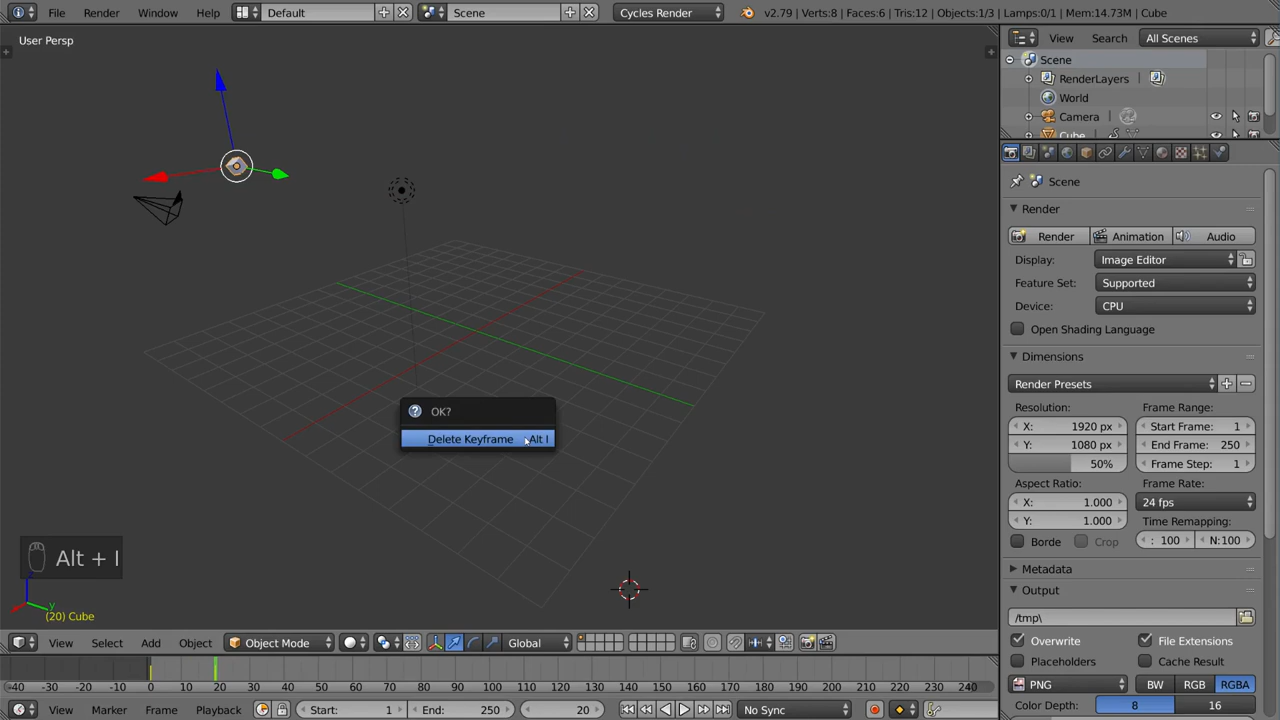 File Render Window Help Default Scene Cycles Render v2.79 | Verts:8 | Faces:6 | Tris:12 | Objects:1/3 | Lamps:0/1 | Mem:14.73M | Cube
User Persp
View Search All Scenes
Scene
RenderLayers |
World
Camera |
Cube
Scene
Render
Render Animation Audio
Display: Image Editor
Feature Set: Supported
Device: CPU
Open Shading Language
Dimensions
Render Presets
Resolution: Frame Range:
X: 1920 px Start Frame: 1
Y: 1080 px End Frame: 250
50% Frame Step: 1
Aspect Ratio: Frame Rate:
X: 1.000 24 fps
Y: 1.000 Time Remapping:
Borde Crop : 100 N:100
Metadata
Output
/tmp\
Overwrite File Extensions
Placeholders Cache Result
PNG BW RGB RGBA
Color Depth: 8 16
OK?
Delete Keyframe Alt I
Alt + I
y
(20) Cube
View Select Add Object Object Mode Global
-40 -30 -20 -10 0 10 20 30 40 50 60 70 80 90 100 110 120 130 140 150 160 170 180 190 200 210 220 230 240
View Marker Frame Playback Start: 1 End: 250 20 No Sync